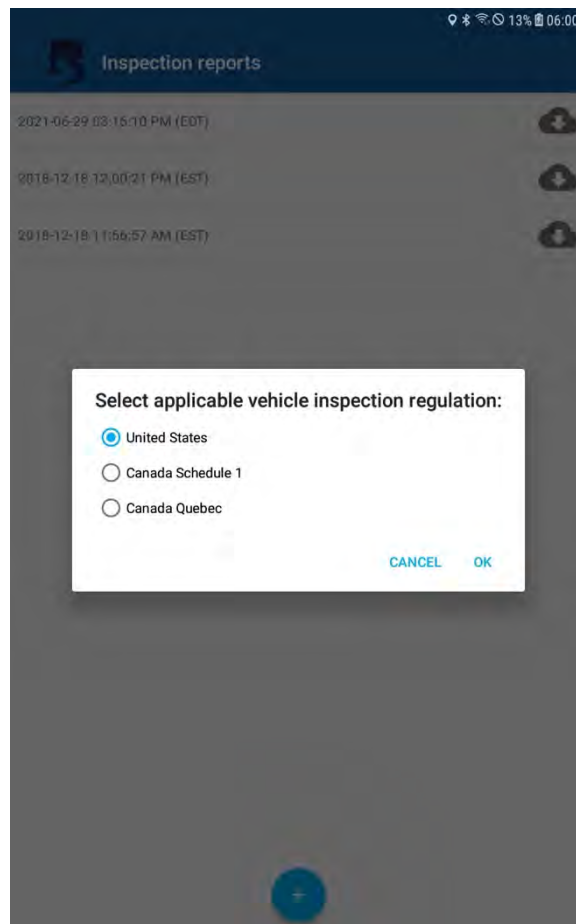 13% 06:00
Inspection reports
2021-06-29 03:15:10 PM (EDT)
2018-12-18 12:00:21 PM (EST)
2018-12-18 11:56:57 AM (EST)
Select applicable vehicle inspection regulation:
United States
Canada Schedule 1
Canada Quebec
CANCEL OK
+